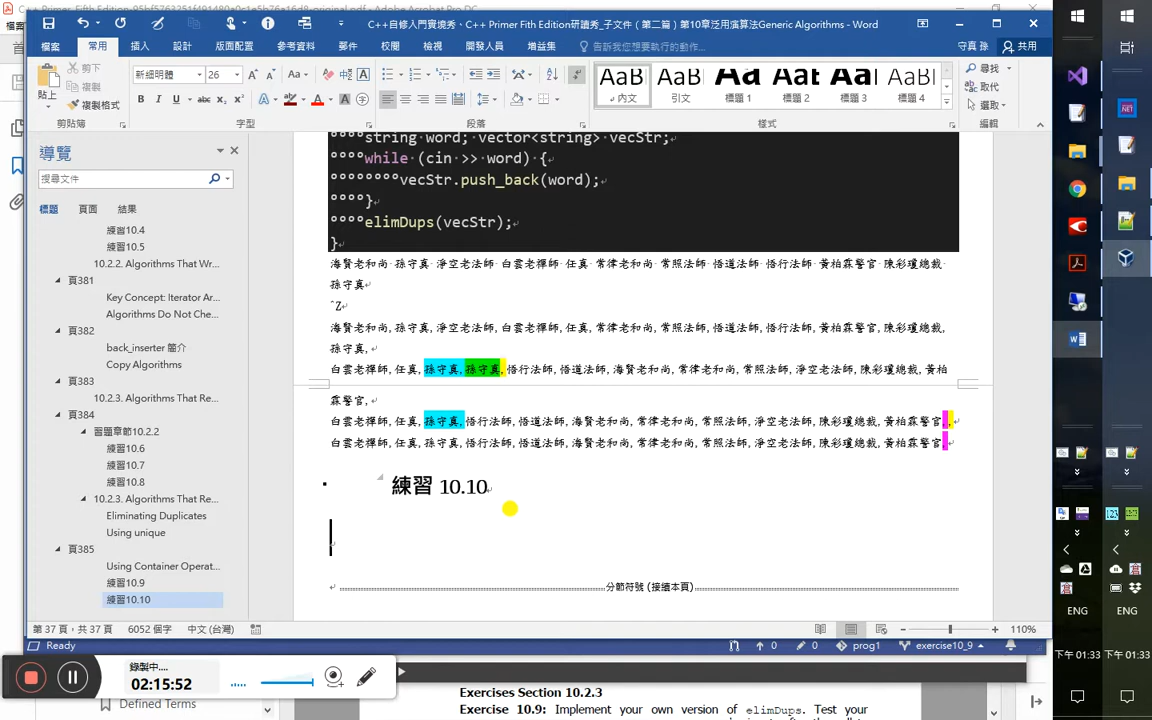 Primer Fifth Edition-95bf5763235f1f40d2aec0c1e5b76e16d8-original.pdf - Adobe Acrobat Pro DC
C++自修入門實境秀、C++ Primer Fith Edition研讀秀_子文件（第二篇）第10章泛用演算法Generic Algorithms - Word
檔案 常用 插入 設計 版面配置 參考資料 郵件 校閱 檢視 開發人員 增益集 告訴我您想要執行的動作... 守真 孫 共用
貼上 剪下 複製 複製格式
新細明體 26
AaB AaBb Aa Aab Aal AaBl
內文 引文 標題 1 標題 2 標題 3 標題 4
尋找 取代 選取
剪貼簿 字型 段落 樣式 編輯
導覽
搜尋文件
標題 頁面 結果
練習10.4
練習10.5
10.2.2. Algorithms That Wr...
頁381
Key Concept: Iterator Ar...
Algorithms Do Not Che...
頁382
back_inserter 簡介
Copy Algorithms
頁383
10.2.3. Algorithms That Re...
頁384
習題章節10.2.2
練習10.6
練習10.7
練習10.8
10.2.3. Algorithms That Re...
Eliminating Duplicates
Using unique
頁385
Using Container Operat...
練習10.9
練習10.10
string word; vector<string> vecStr;
while (cin >> word) {
vecStr.push_back(word);
}
elimDups(vecStr);
}
海賢老和尚 孫守真 淨空老法師 白雲老禪師 任真 常律老和尚 常照法師 悟道法師 悟行法師 黃柏霖警官 陳彩瓊總裁
孫守真
^Z
海賢老和尚,孫守真,淨空老法師,白雲老禪師,任真,常律老和尚,常照法師,悟道法師,悟行法師,黃柏霖警官,陳彩瓊總裁,
孫守真,
白雲老禪師,任真,孫守真,孫守真,悟行法師,悟道法師,海賢老和尚,常律老和尚,常照法師,淨空老法師,陳彩瓊總裁,黃柏
霖警官,
白雲老禪師,任真,孫守真,悟行法師,悟道法師,海賢老和尚,常律老和尚,常照法師,淨空老法師,陳彩瓊總裁,黃柏霖警官,,
白雲老禪師,任真,孫守真,悟行法師,悟道法師,海賢老和尚,常律老和尚,常照法師,淨空老法師,陳彩瓊總裁,黃柏霖警官,
練習 10.10
分節符號 (接續本頁)
第 37 頁，共 37 頁 6052 個字 中文 (台灣) 110%
Ready 0 0 prog1 exercise10_9
錄製中....
02:15:52
Exercises Section 10.2.3
Exercise 10.9: Implement your own version of elimDups. Test your
Defined Terms
ENG ENG
下午 01:33 下午 01:33